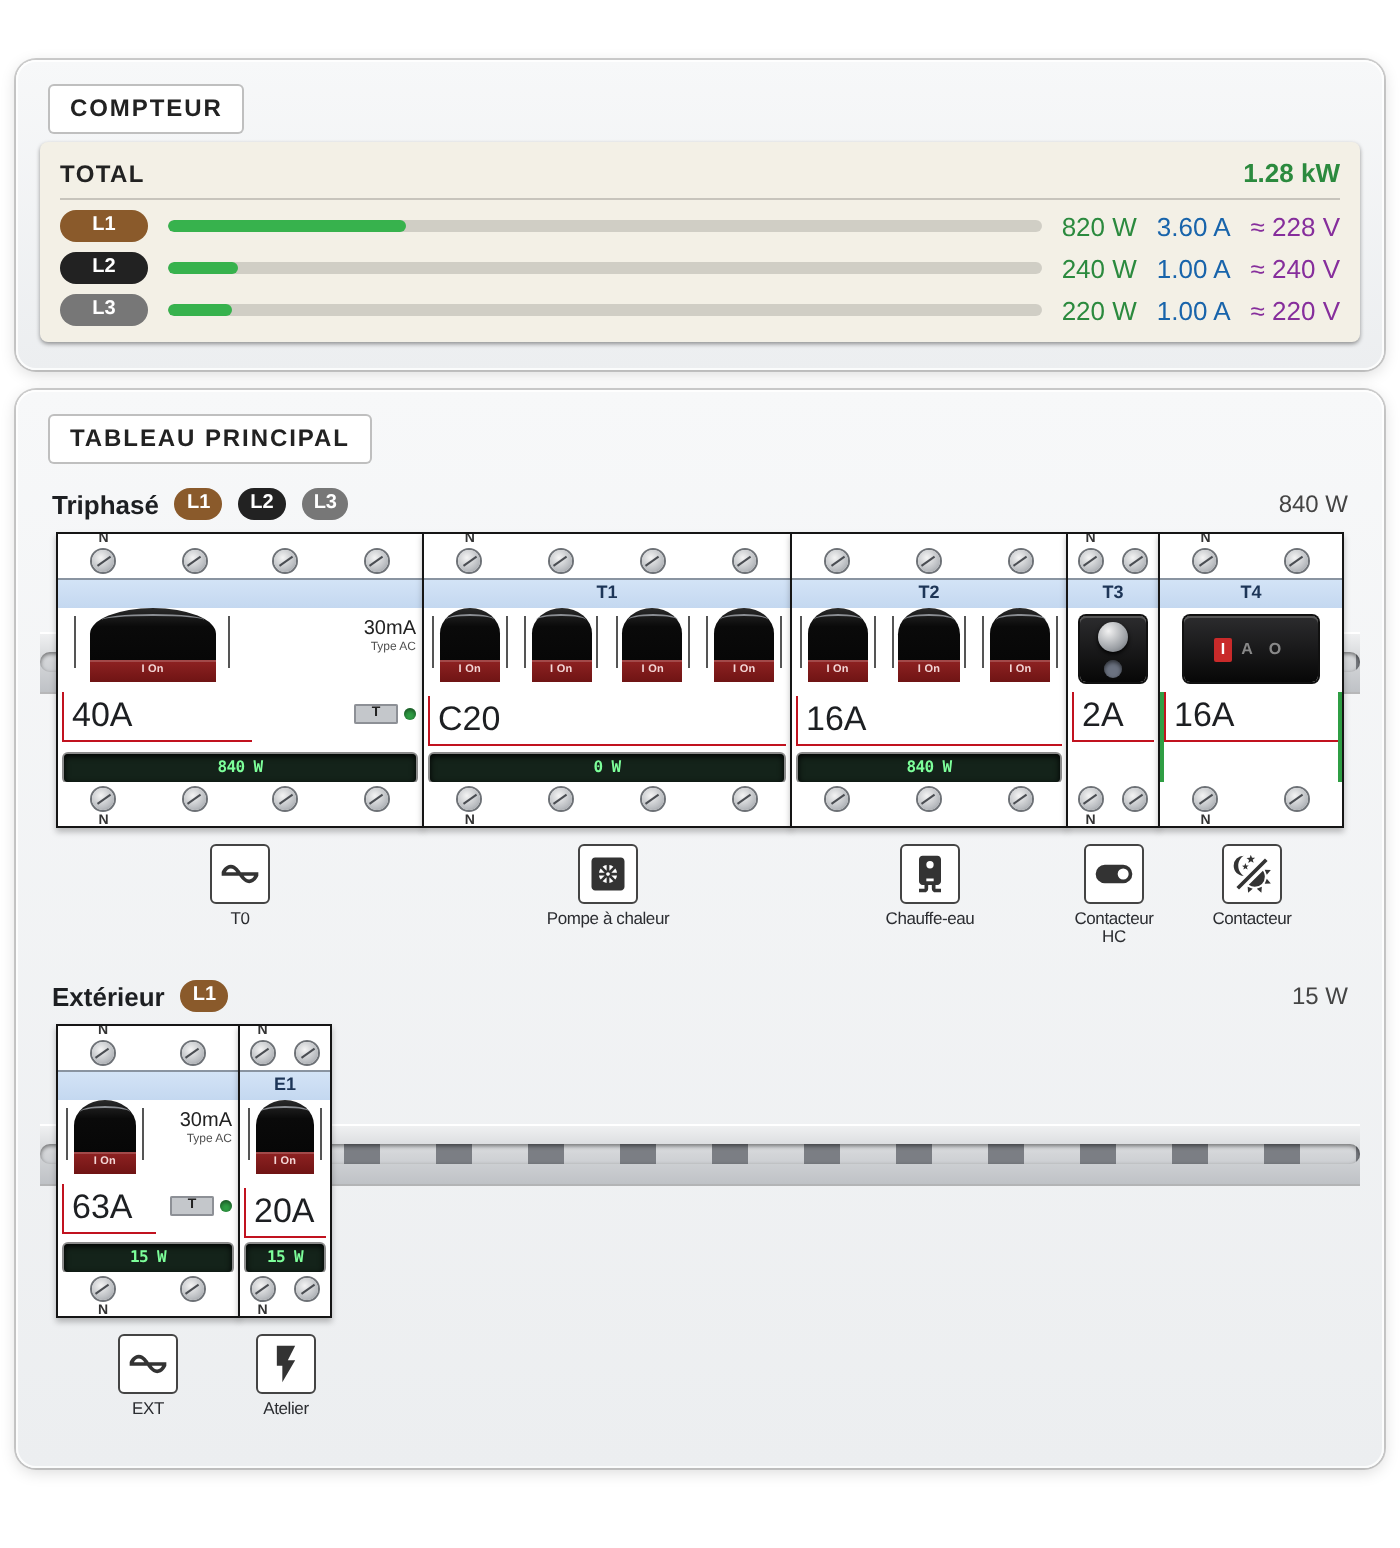 COMPTEUR
TOTAL 1.28 kW
L1 820 W 3.60 A ≈ 228 V
L2 240 W 1.00 A ≈ 240 V
L3 220 W 1.00 A ≈ 220 V
TABLEAU PRINCIPAL
Triphasé L1 L2 L3 840 W
N N N N
T1 T2 T3 T4
30mA
Type AC
I On I On I On I On I On I On I On I On I A O
40A T C20 16A 2A 16A
840 W 0 W 840 W
N N N N
T0 Pompe à chaleur Chauffe-eau Contacteur HC Contacteur
Extérieur L1 15 W
N N
E1
30mA
Type AC
I On I On
63A T 20A
15 W 15 W
N N
EXT Atelier